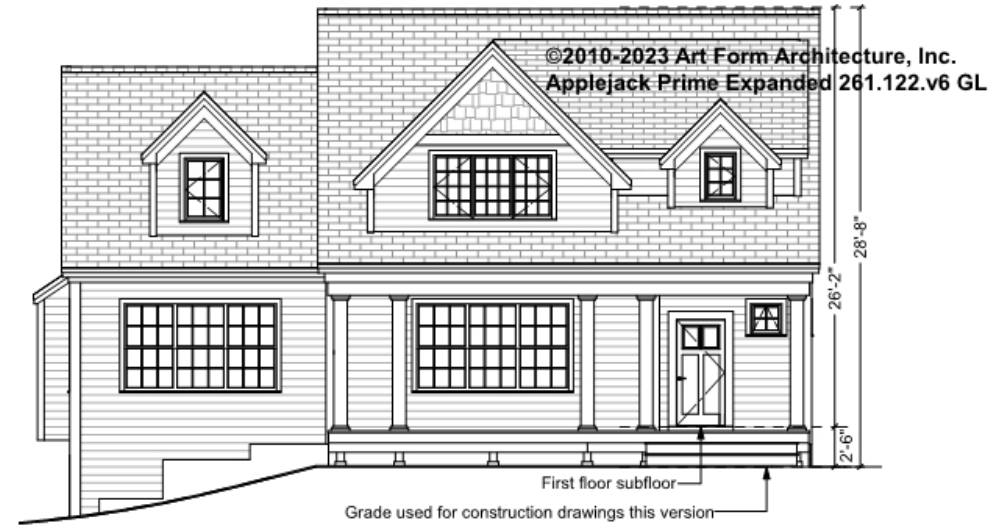 ©2010-2023 Art Form Architecture, Inc.
Applejack Prime Expanded 261.122.v6 GL
28'-8"
26'-2"
2'-6"
First floor subfloor
Grade used for construction drawings this version